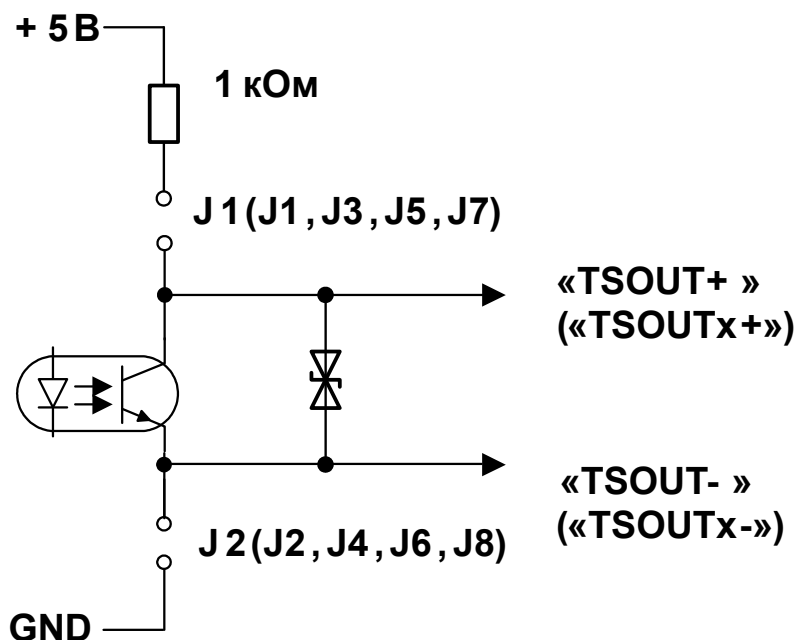 + 5 В
1 кОм
J 1 (J1, J3, J5, J7)
«TSOUT+ »
(«TSOUTx+»)
«TSOUT- »
(«TSOUTx-»)
J 2 (J2, J4, J6, J8)
GND